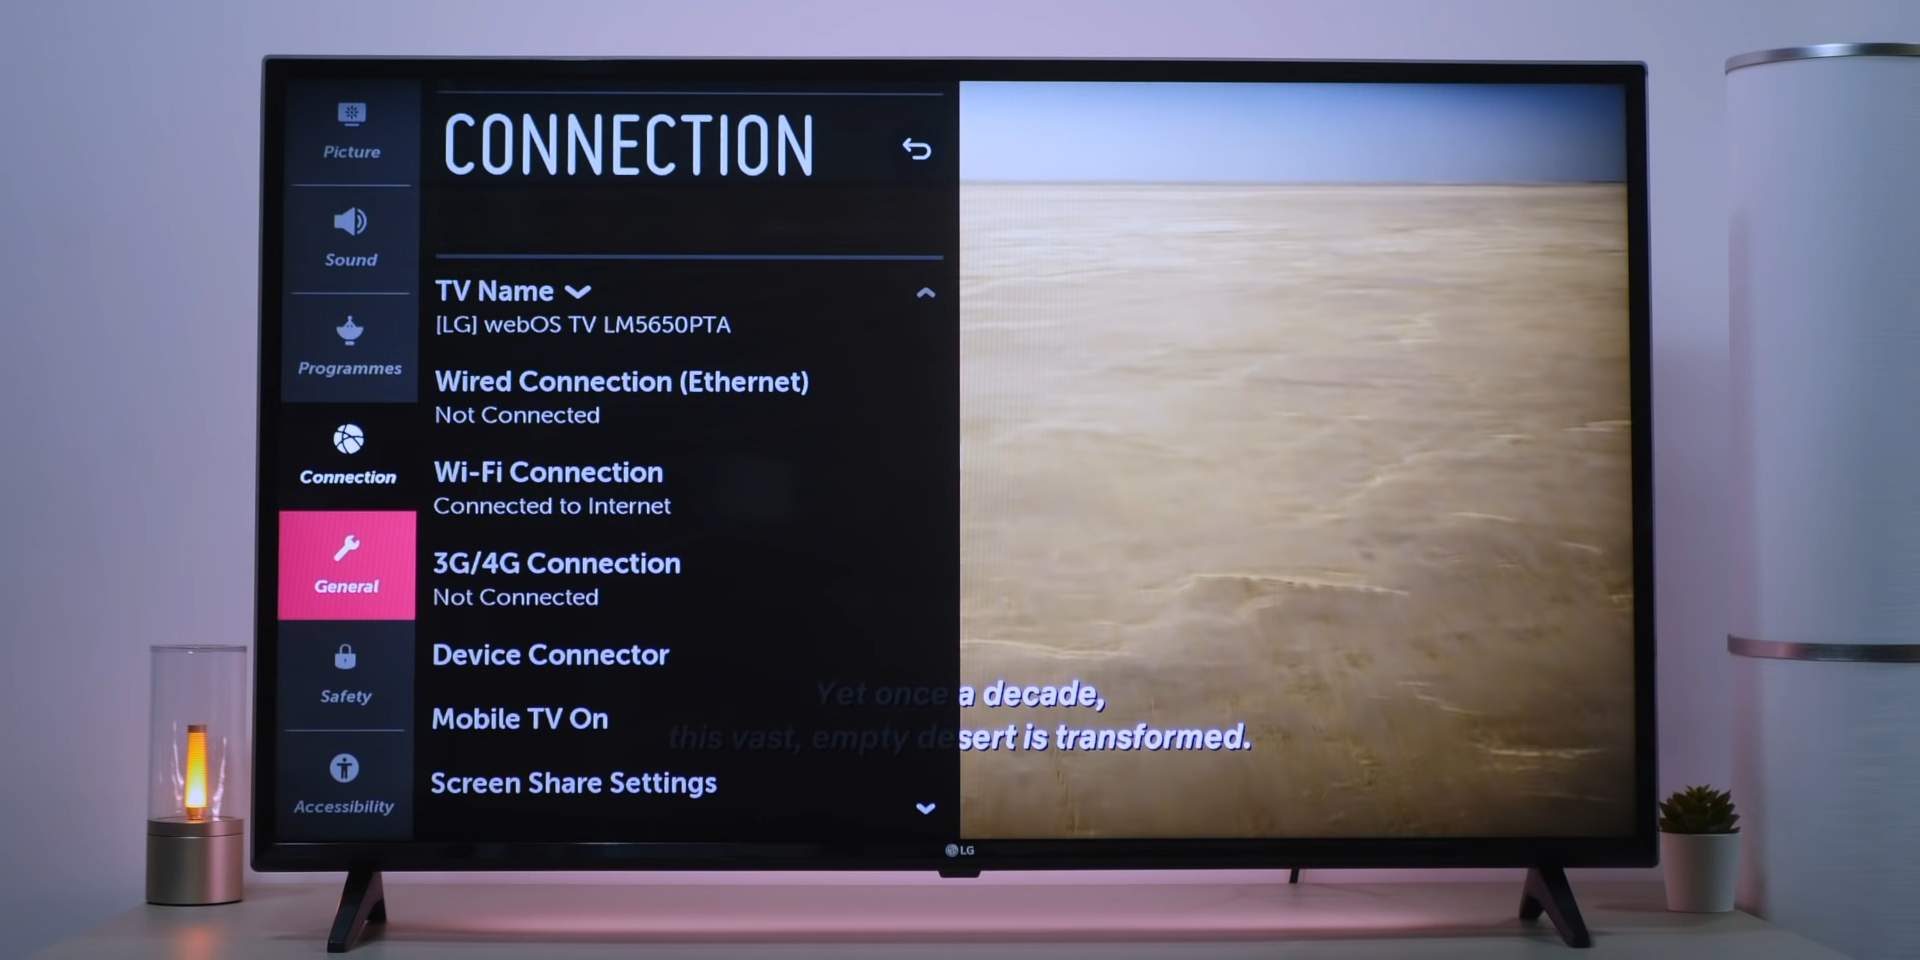 Picture
Sound
Programmes
Connection
General
Safety
Accessibility
CONNECTION
TV Name
[LG] webOS TV LM5650PTA
Wired Connection (Ethernet)
Not Connected
Wi-Fi Connection
Connected to Internet
3G/4G Connection
Not Connected
Device Connector
Mobile TV On
Screen Share Settings
Yet once a decade,
this vast, empty desert is transformed.
LG